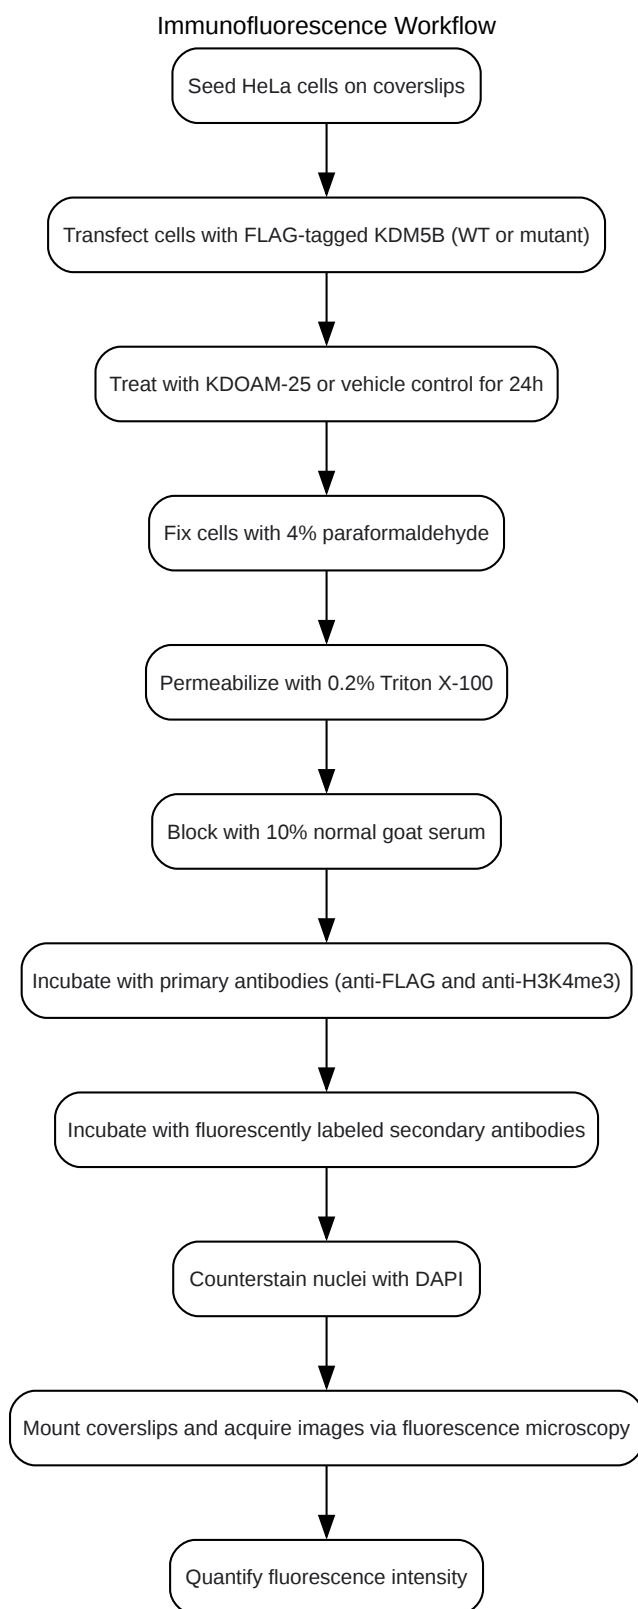 Immunofluorescence Workflow
Seed HeLa cells on coverslips
Transfect cells with FLAG-tagged KDM5B (WT or mutant)
Treat with KDOAM-25 or vehicle control for 24h
Fix cells with 4% paraformaldehyde
Permeabilize with 0.2% Triton X-100
Block with 10% normal goat serum
Incubate with primary antibodies (anti-FLAG and anti-H3K4me3)
Incubate with fluorescently labeled secondary antibodies
Counterstain nuclei with DAPI
Mount coverslips and acquire images via fluorescence microscopy
Quantify fluorescence intensity